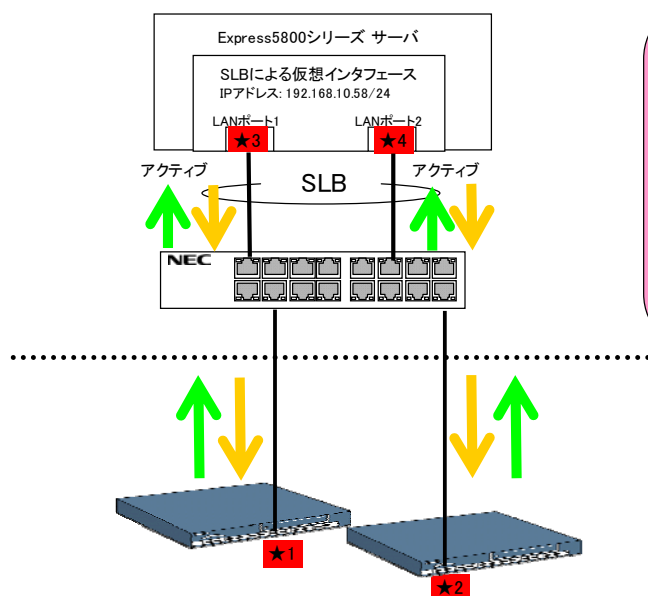 Express5800シリーズ サーバ
SLBによる仮想インタフェース
IPアドレス: 192.168.10.58/24
LANポート1
LANポート2
★3
★4
アクティブ
SLB
アクティブ
NEC
★1
★2